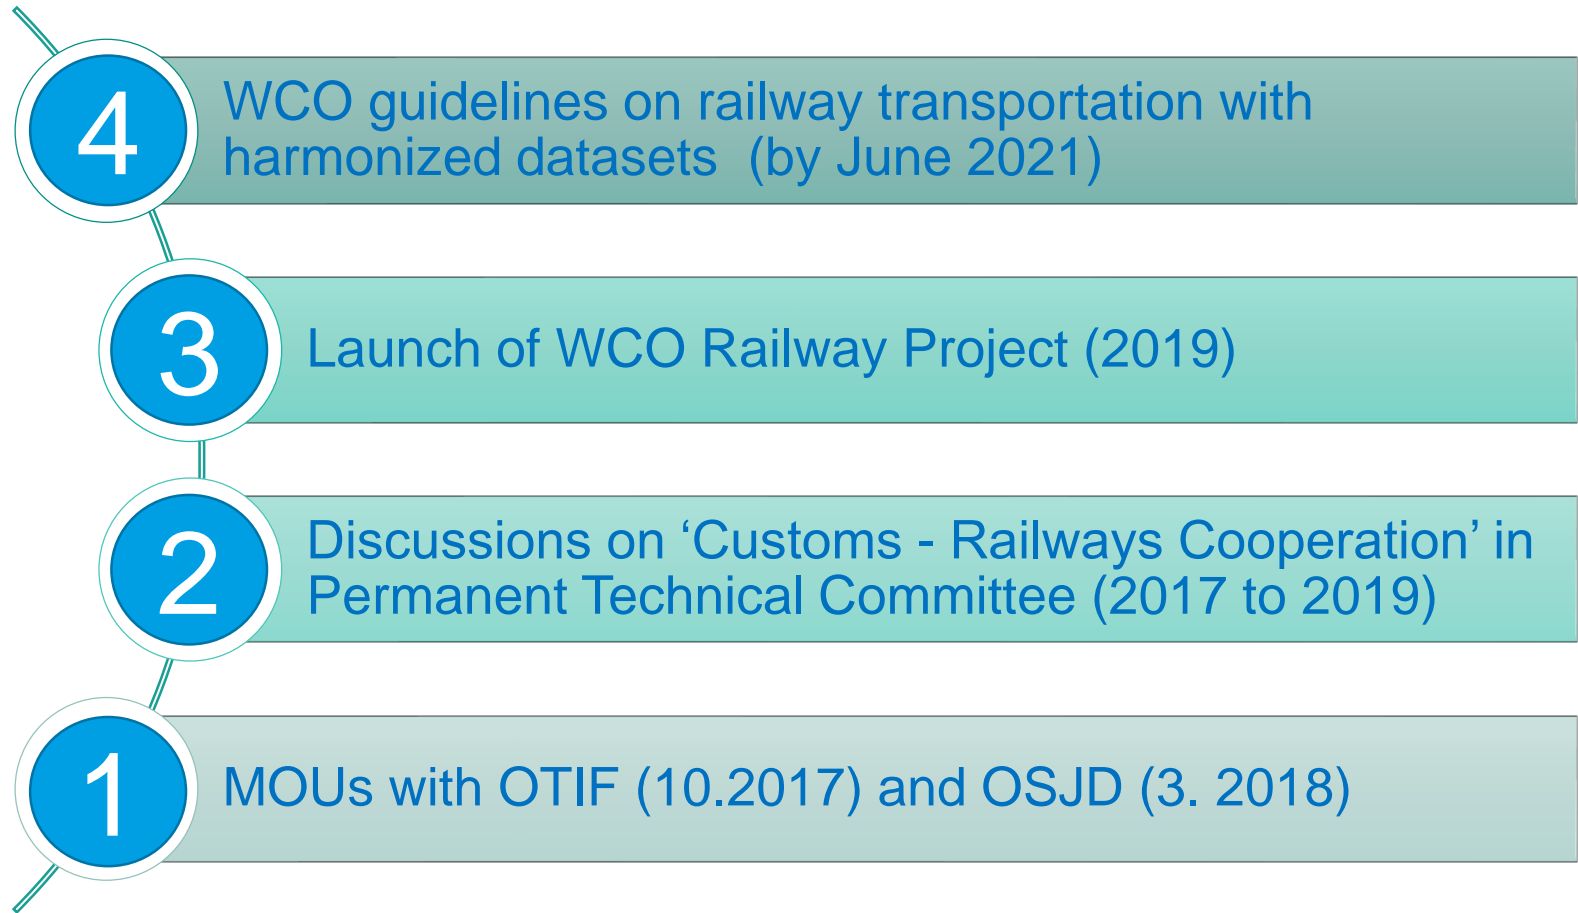 4
WCO guidelines on railway transportation with
harmonized datasets  (by June 2021)
3
Launch of WCO Railway Project (2019)
2
Discussions on ‘Customs - Railways Cooperation’ in
Permanent Technical Committee (2017 to 2019)
1
MOUs with OTIF (10.2017) and OSJD (3. 2018)